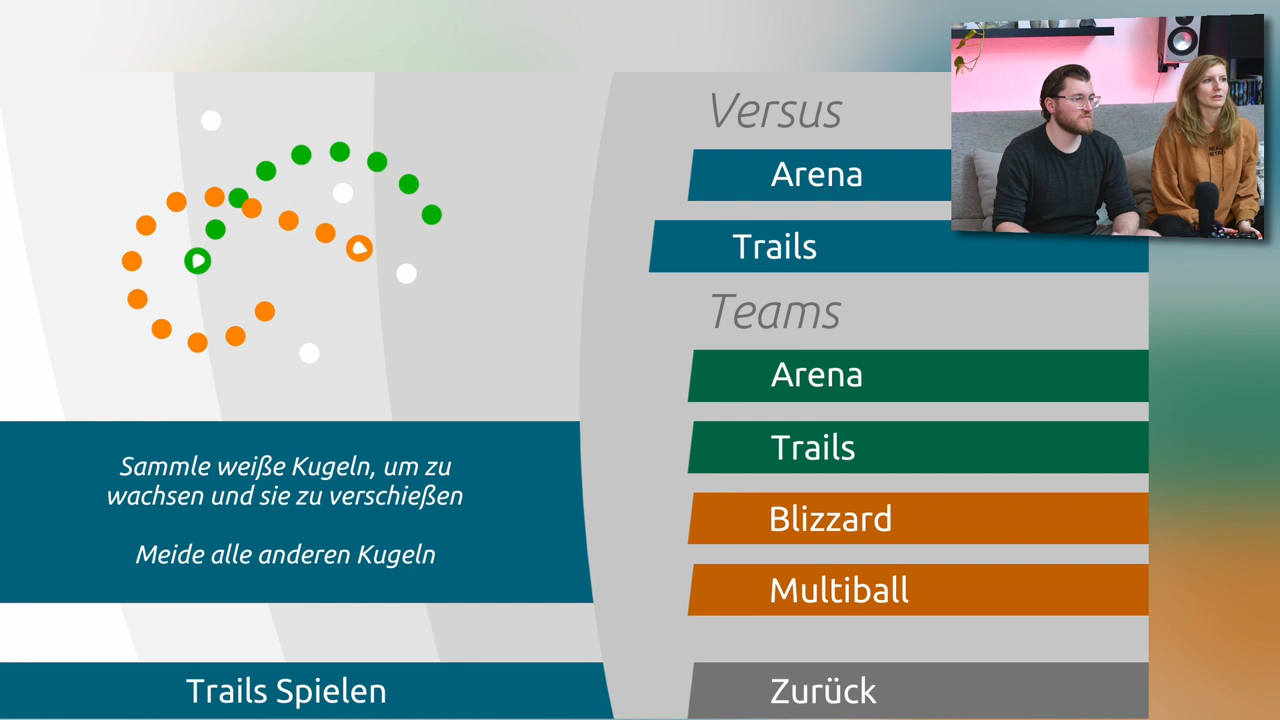 Versus
Arena
Trails
Teams
Arena
Trails
Blizzard
Multiball
Sammle weiße Kugeln, um zu
wachsen und sie zu verschießen
Meide alle anderen Kugeln
Trails Spielen
Zurück